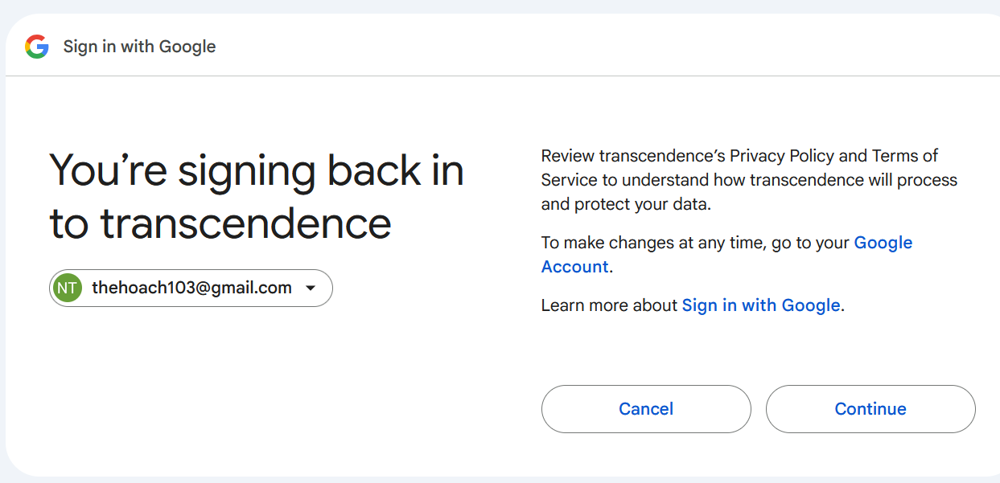 Sign in with Google
You’re signing back in
to transcendence
NT thehoach103@gmail.com
Review transcendence’s Privacy Policy and Terms of
Service to understand how transcendence will process
and protect your data.
To make changes at any time, go to your Google
Account.
Learn more about Sign in with Google.
Cancel
Continue